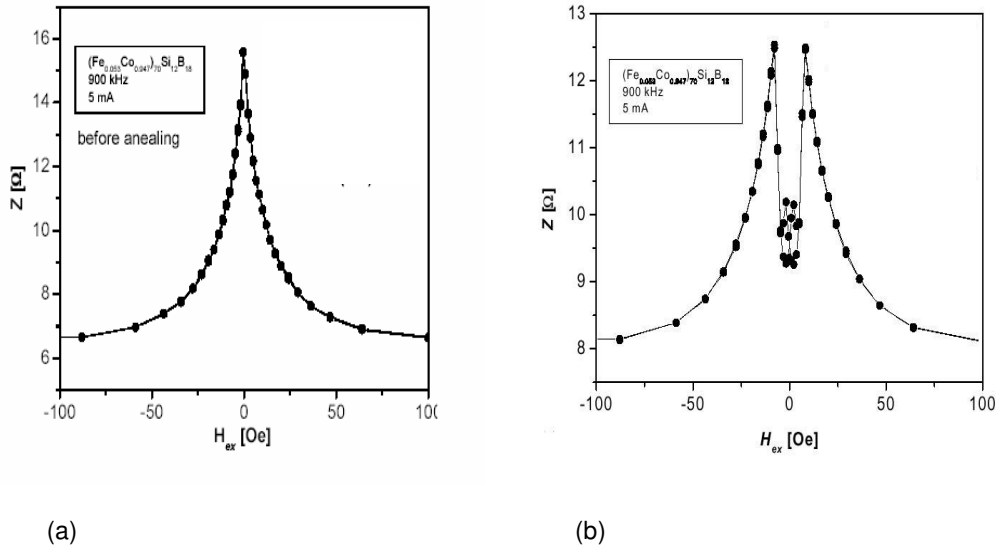 16
14
12
10
8
6
Z [Ω]
(Fe₀.₀₅₃Co₀.₉₄₇)₇₀Si₁₂B₁₈
900 kHz
5 mA
before anealing
-100
-50
0
50
100
Hₑₓ [Oe]
(a)
13
12
11
10
9
8
Z [Ω]
(Fe₀.₀₅₃Co₀.₉₄₇)₇₀Si₁₂B₁₈
900 kHz
5 mA
-100
-50
0
50
100
Hₑₓ [Oe]
(b)